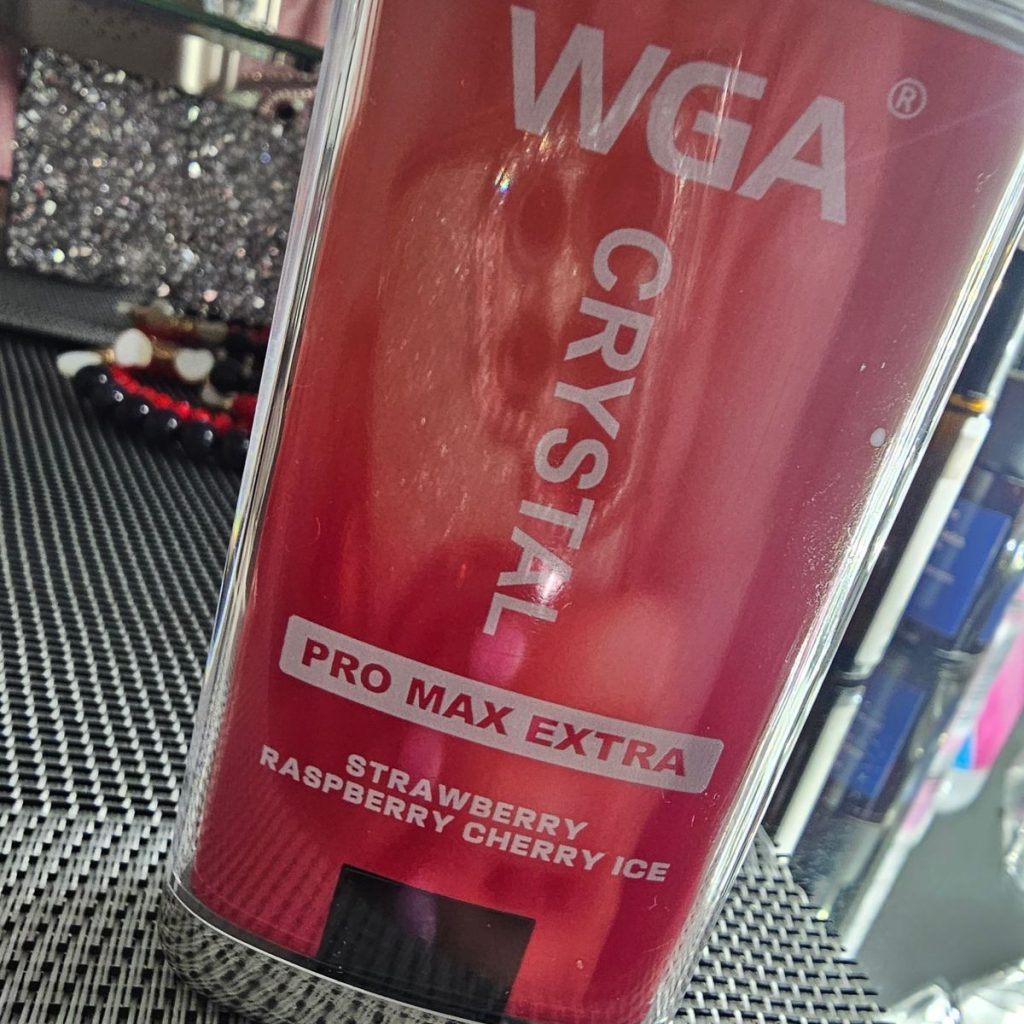 WGA®
CRYSTAL
PRO MAX EXTRA
STRAWBERRY
RASPBERRY CHERRY ICE